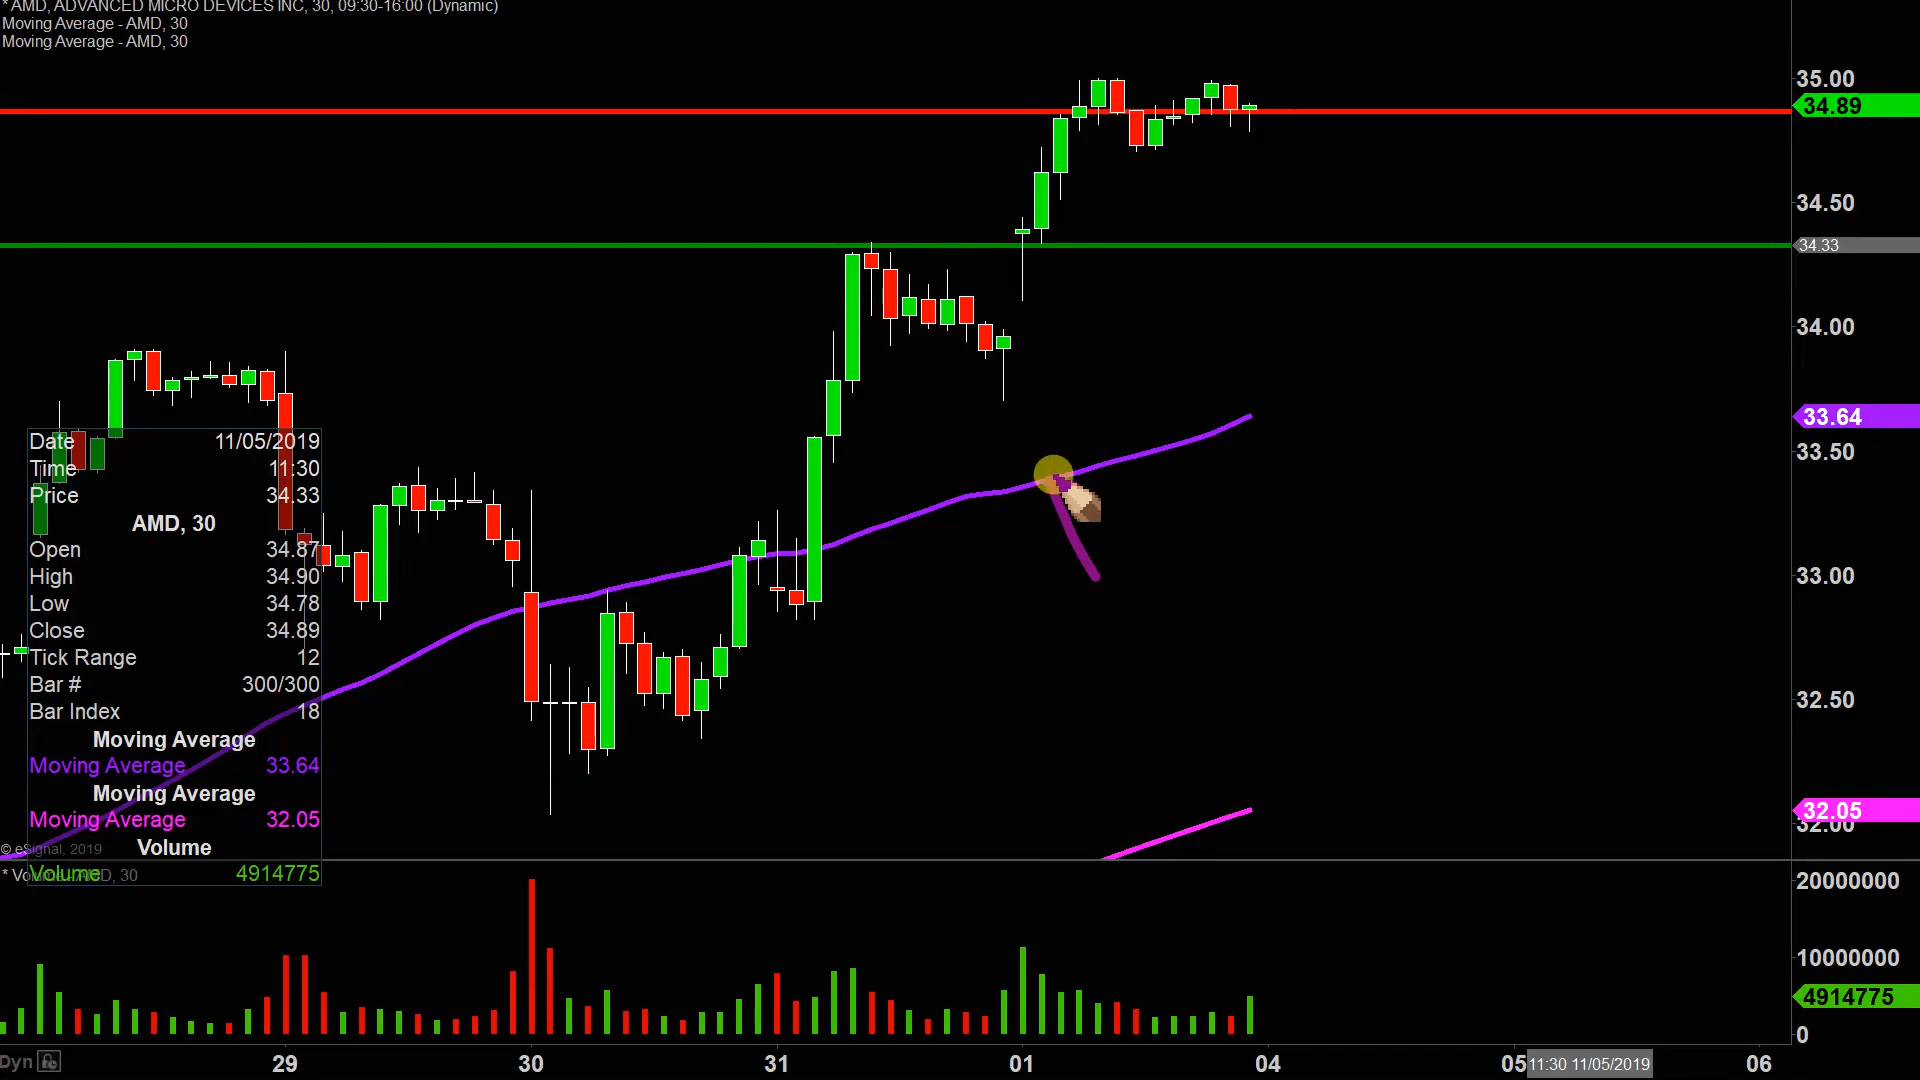 * AMD, ADVANCED MICRO DEVICES INC, 30, 09:30-16:00 (Dynamic)
Moving Average - AMD, 30
Moving Average - AMD, 30
35.00
34.89
34.50
34.33
34.00
33.64
33.50
33.00
32.50
32.05
32.00
Date 11/05/2019
Time 11:30
Price 34.33
AMD, 30
Open 34.87
High 34.90
Low 34.78
Close 34.89
Tick Range 12
Bar # 300/300
Bar Index 18
Moving Average
Moving Average 33.64
Moving Average
Moving Average 32.05
© eSignal, 2019
Volume
* Volume - AMD, 30
Volume 4914775
20000000
10000000
4914775
0
Dyn
29 30 31 01 04 05 11:30 11/05/2019 06